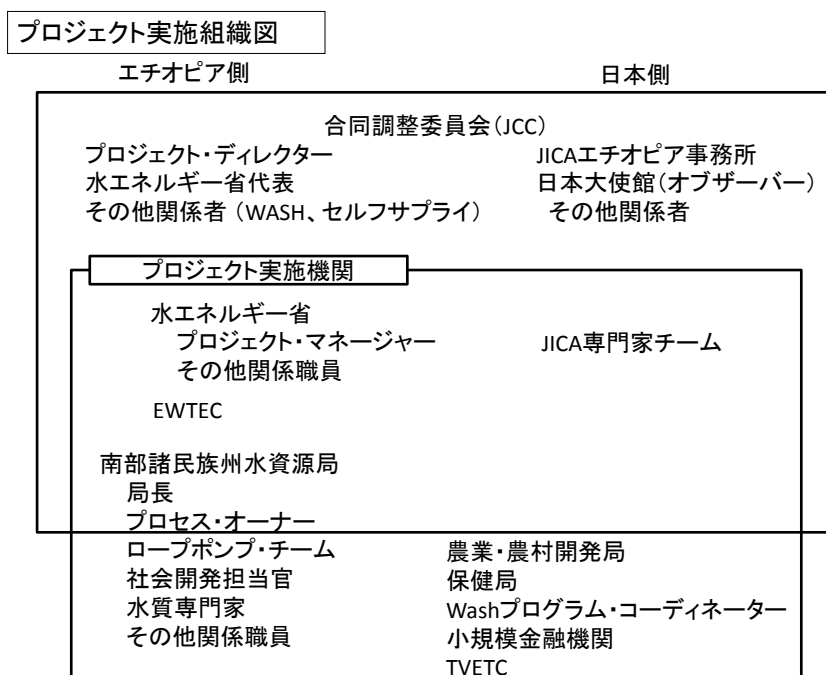 プロジェクト実施組織図
エチオピア側
日本側
合同調整委員会(JCC)
プロジェクト・ディレクター
JICAエチオピア事務所
水エネルギー省代表
日本大使館(オブザーバー)
その他関係者 (WASH、セルフサプライ)
その他関係者
プロジェクト実施機関
水エネルギー省
プロジェクト・マネージャー
JICA専門家チーム
その他関係職員
EWTEC
南部諸民族州水資源局
局長
プロセス・オーナー
ロープポンプ・チーム
社会開発担当官
水質専門家
その他関係職員
農業・農村開発局
保健局
Washプログラム・コーディネーター
小規模金融機関
TVETC